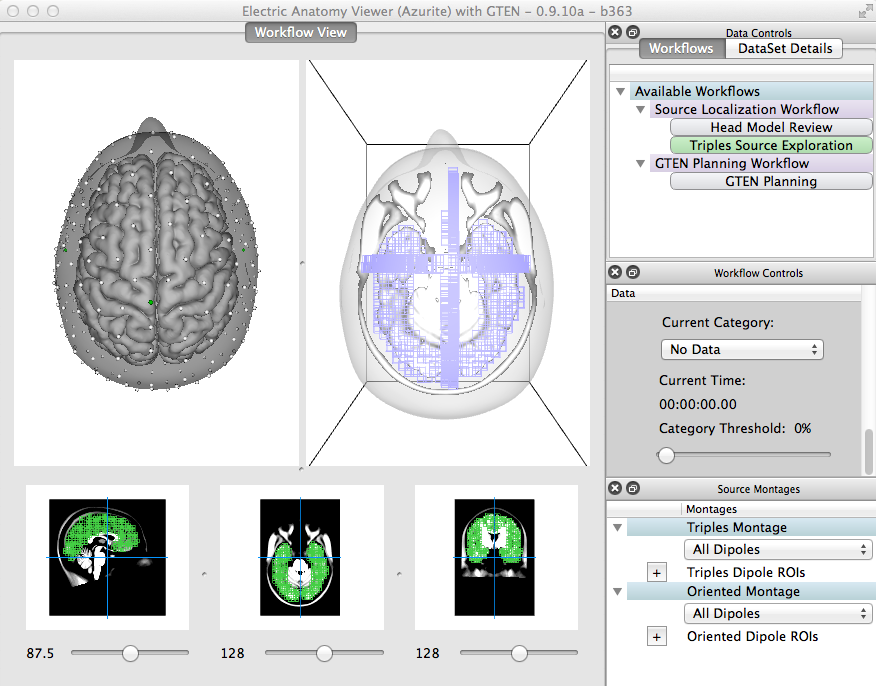 Electric Anatomy Viewer (Azurite) with GTEN - 0.9.10a - b363
Workflow View
87.5
128
128
Data Controls
Workflows
DataSet Details
Available Workflows
Source Localization Workflow
Head Model Review
Triples Source Exploration
GTEN Planning Workflow
GTEN Planning
Workflow Controls
Data
Current Category:
No Data
Current Time:
00:00:00.00
Category Threshold: 0%
Source Montages
Montages
Triples Montage
All Dipoles
+ Triples Dipole ROIs
Oriented Montage
All Dipoles
+ Oriented Dipole ROIs